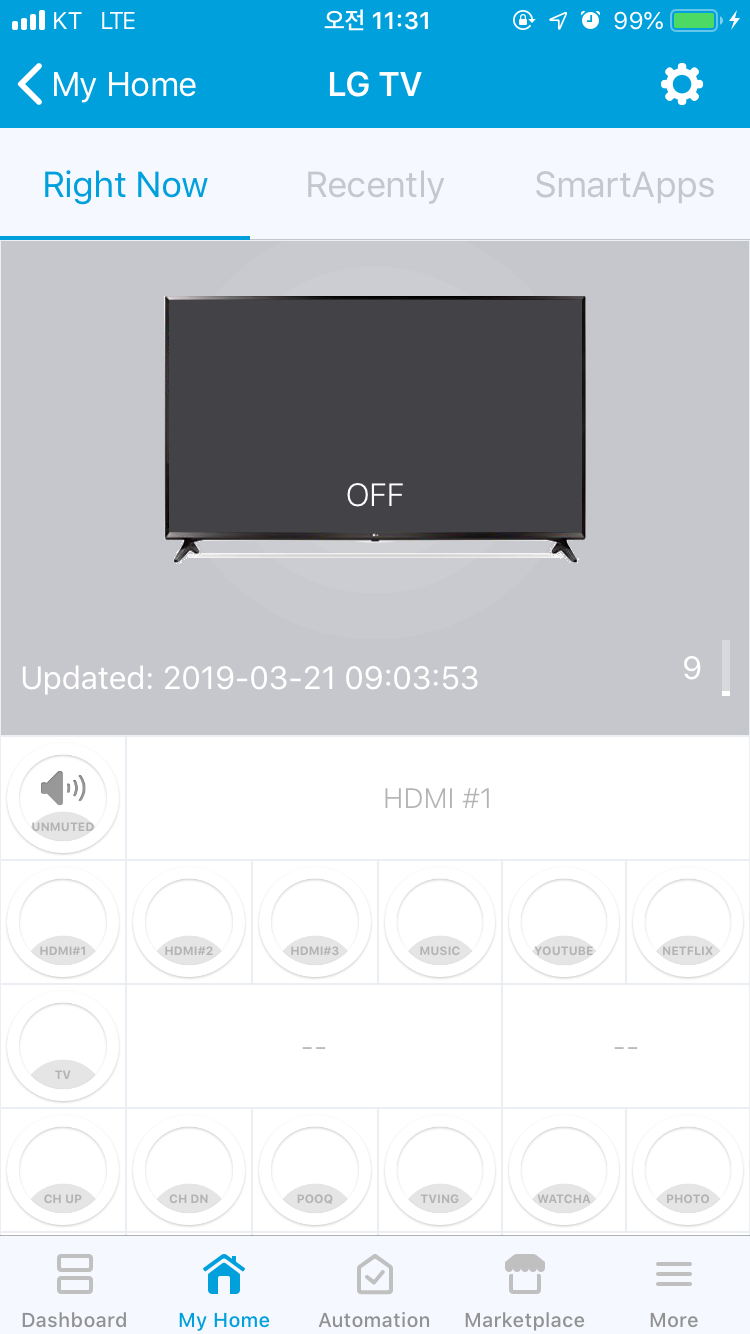 KT LTE 오전 11:31 99%
My Home LG TV
Right Now Recently SmartApps
OFF
Updated: 2019-03-21 09:03:53 9
UNMUTED HDMI #1
HDMI#1 HDMI#2 HDMI#3 MUSIC YOUTUBE NETFLIX
TV -- --
CH UP CH DN POOQ TVING WATCHA PHOTO
Dashboard My Home Automation Marketplace More